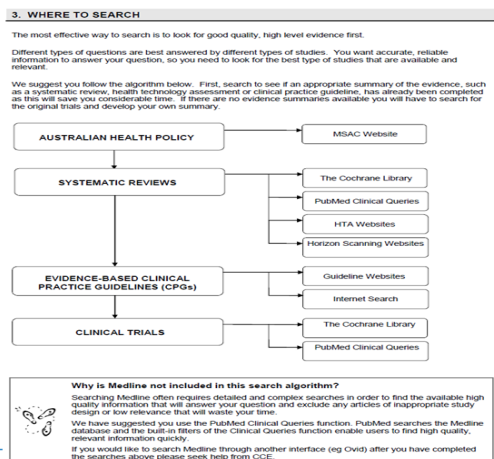 3. WHERE TO SEARCH
The most effective way to search is to look for good quality, high level evidence first.
Different types of questions are best answered by different types of studies. You want accurate, reliable
information to answer your question, so you need to look for the best type of studies that are available and
relevant.
We suggest you follow the algorithm below. First, search to see if an appropriate summary of the evidence, such
as a systematic review, health technology assessment or clinical practice guideline, has already been completed
as this will save you considerable time. If there are no evidence summaries available you will have to search for
the original trials and develop your own summary.
AUSTRALIAN HEALTH POLICY
MSAC Website
SYSTEMATIC REVIEWS
The Cochrane Library
PubMed Clinical Queries
HTA Websites
Horizon Scanning Websites
EVIDENCE-BASED CLINICAL
PRACTICE GUIDELINES (CPGs)
Guideline Websites
Internet Search
CLINICAL TRIALS
The Cochrane Library
PubMed Clinical Queries
Why is Medline not included in this search algorithm?
Searching Medline often requires detailed and complex searches in order to find the available high
quality information that will answer your question and exclude any articles of inappropriate study
design or low relevance that will waste your time.
We have suggested you use the PubMed Clinical Queries function. PubMed searches the Medline
database and the built-in filters of the Clinical Queries function enable users to find high quality,
relevant information quickly.
If you would like to search Medline through another interface (eg Ovid) after you have completed
the searches above please seek help from CCE.